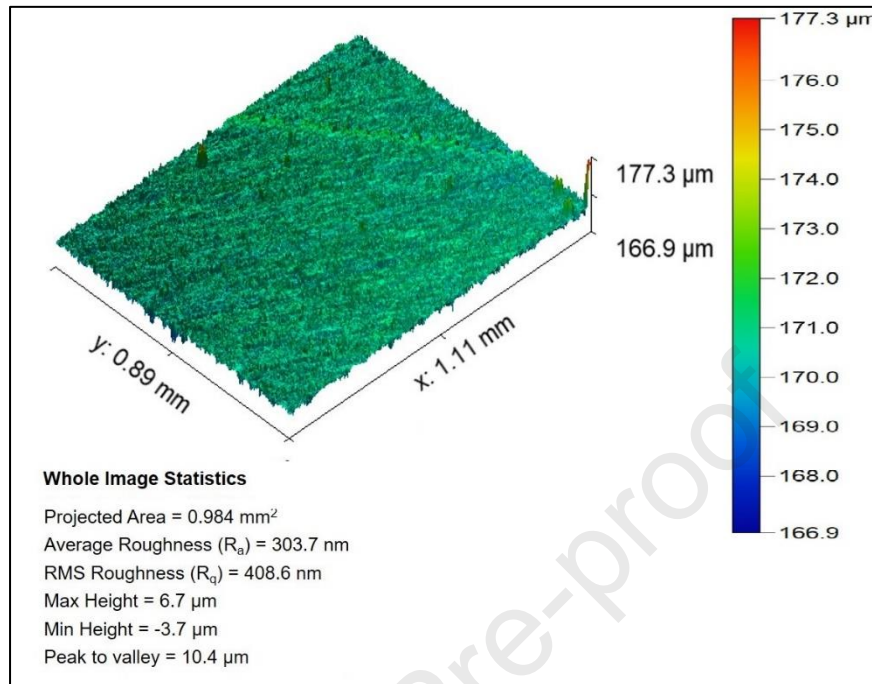 177.3 µm
176.0
175.0
174.0
173.0
172.0
171.0
170.0
169.0
168.0
166.9
177.3 µm
166.9 µm
y: 0.89 mm
x: 1.11 mm
Whole Image Statistics
Projected Area = 0.984 mm²
Average Roughness (Rₐ) = 303.7 nm
RMS Roughness (R_q) = 408.6 nm
Max Height = 6.7 µm
Min Height = -3.7 µm
Peak to valley = 10.4 µm
re-proof